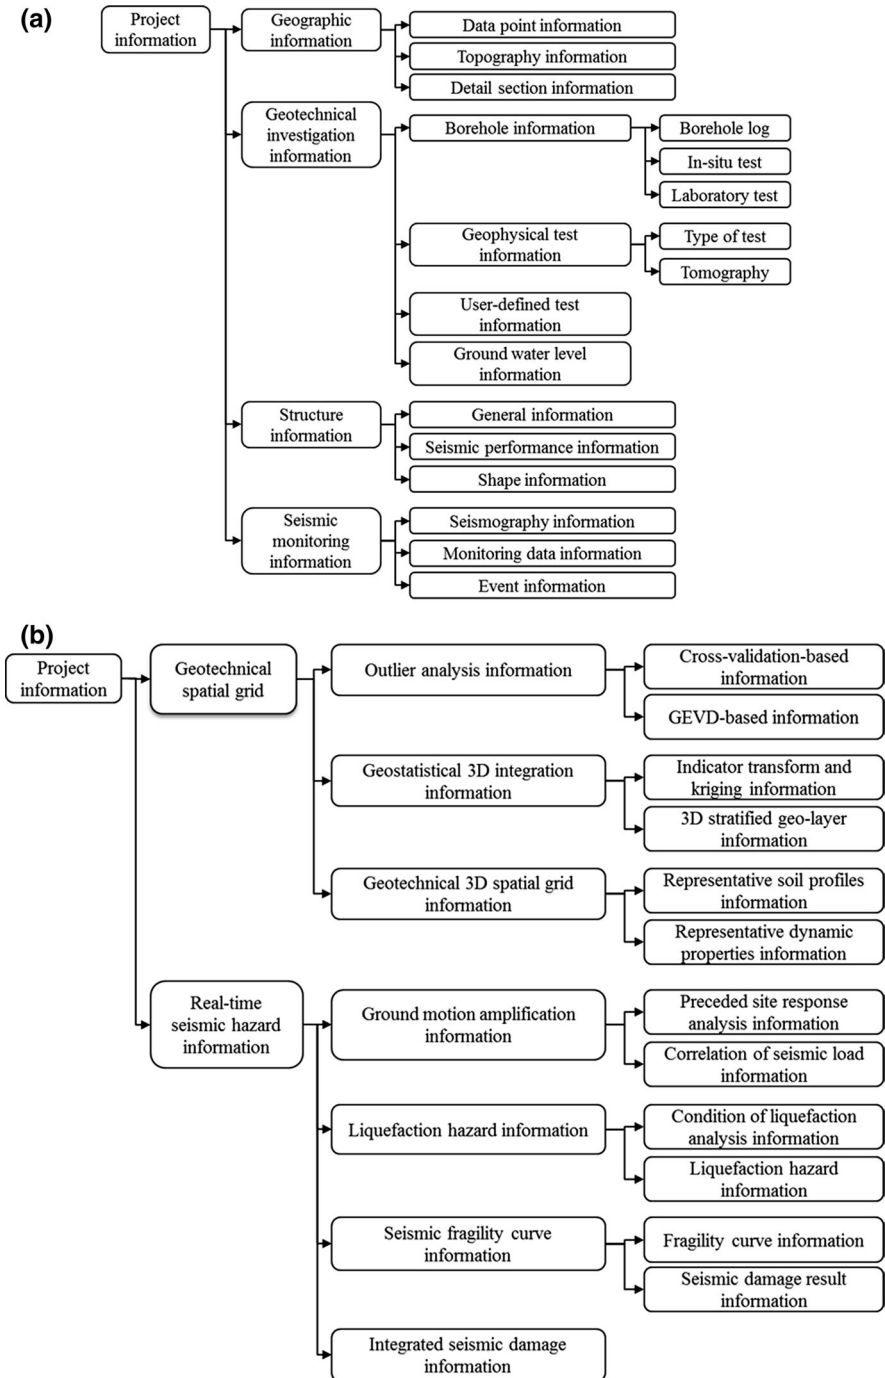 (a)
Project
information
Geographic
information
Data point information
Topography information
Detail section information
Geotechnical
investigation
information
Borehole information
Borehole log
In-situ test
Laboratory test
Geophysical test
information
Type of test
Tomography
User-defined test
information
Ground water level
information
Structure
information
General information
Seismic performance information
Shape information
Seismic
monitoring
information
Seismography information
Monitoring data information
Event information
(b)
Project
information
Geotechnical
spatial grid
Outlier analysis information
Cross-validation-based
information
GEVD-based information
Geostatistical 3D integration
information
Indicator transform and
kriging information
3D stratified geo-layer
information
Geotechnical 3D spatial grid
information
Representative soil profiles
information
Representative dynamic
properties information
Real-time
seismic hazard
information
Ground motion amplification
information
Preceded site response
analysis information
Correlation of seismic load
information
Liquefaction hazard information
Condition of liquefaction
analysis information
Liquefaction hazard
information
Seismic fragility curve
information
Fragility curve information
Seismic damage result
information
Integrated seismic damage
information